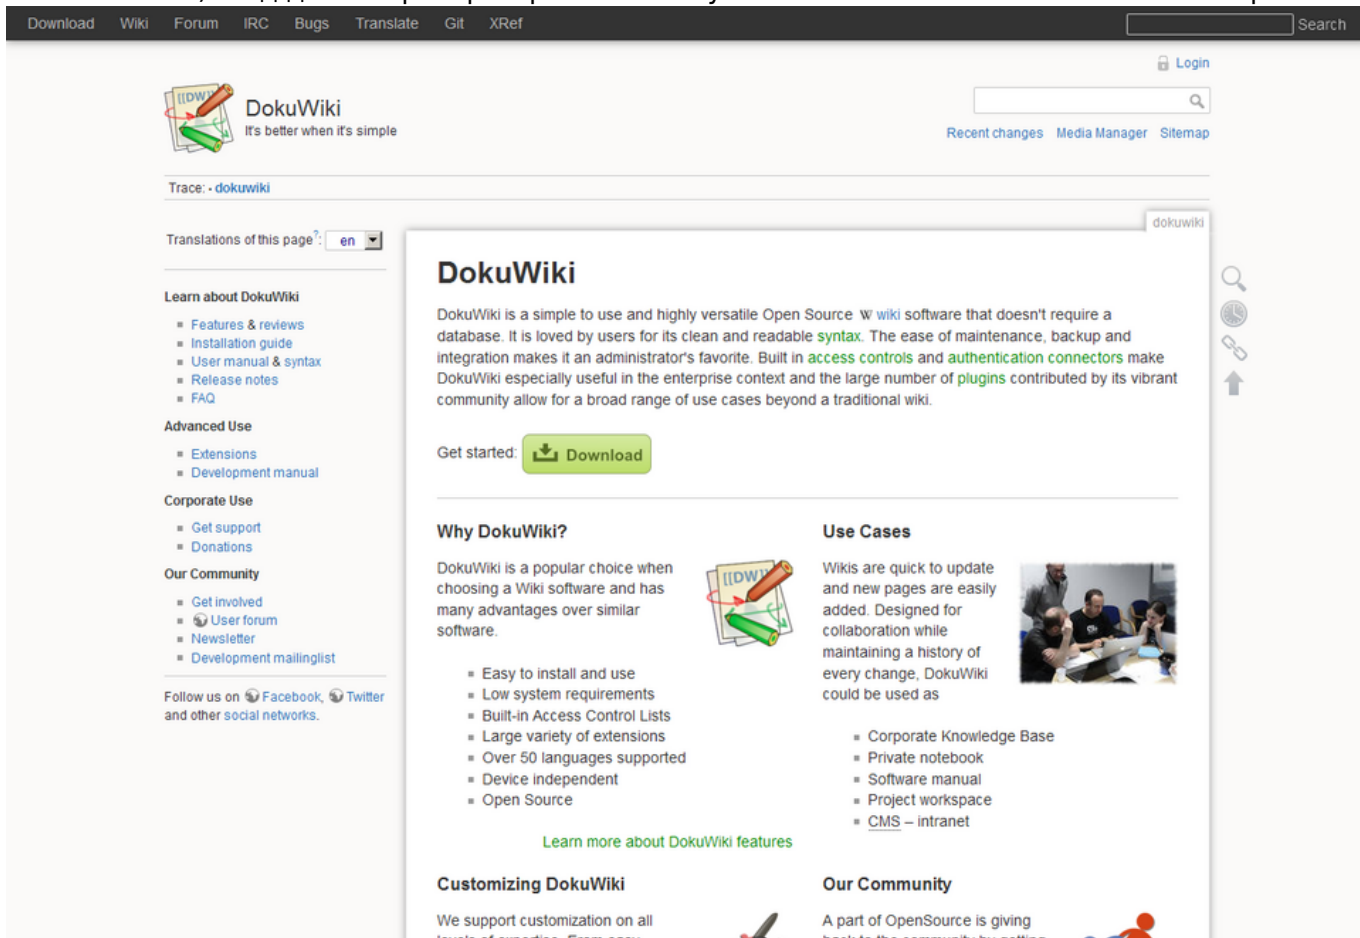 Download Wiki Forum IRC Bugs Translate Git XRef Search
Login
[[DW]]
DokuWiki
It's better when it's simple
Recent changes Media Manager Sitemap
Trace: • dokuwiki
dokuwiki
Translations of this page?: en
Learn about DokuWiki
Features & reviews
Installation guide
User manual & syntax
Release notes
FAQ
Advanced Use
Extensions
Development manual
Corporate Use
Get support
Donations
Our Community
Get involved
User forum
Newsletter
Development mailinglist
Follow us on Facebook, Twitter
and other social networks.
DokuWiki
DokuWiki is a simple to use and highly versatile Open Source W wiki software that doesn't require a
database. It is loved by users for its clean and readable syntax. The ease of maintenance, backup and
integration makes it an administrator's favorite. Built in access controls and authentication connectors make
DokuWiki especially useful in the enterprise context and the large number of plugins contributed by its vibrant
community allow for a broad range of use cases beyond a traditional wiki.
Get started: Download
Why DokuWiki?
DokuWiki is a popular choice when
choosing a Wiki software and has
many advantages over similar
software.
[[DW]]
Easy to install and use
Low system requirements
Built-in Access Control Lists
Large variety of extensions
Over 50 languages supported
Device independent
Open Source
Learn more about DokuWiki features
Use Cases
Wikis are quick to update
and new pages are easily
added. Designed for
collaboration while
maintaining a history of
every change, DokuWiki
could be used as
Corporate Knowledge Base
Private notebook
Software manual
Project workspace
CMS – intranet
Customizing DokuWiki
We support customization on all
Our Community
A part of OpenSource is giving